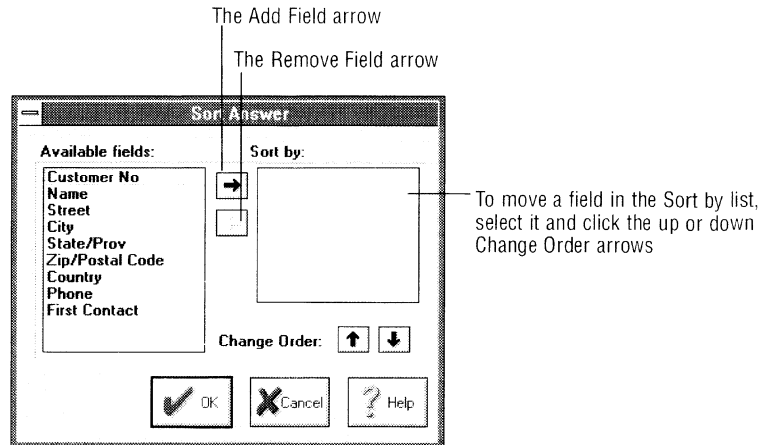 The Add Field arrow
The Remove Field arrow
Sort Answer
Available fields:
Sort by:
Customer No
Name
Street
City
State/Prov
Zip/Postal Code
Country
Phone
First Contact
To move a field in the Sort by list,
select it and click the up or down
Change Order arrows
Change Order:
OK
Cancel
? Help